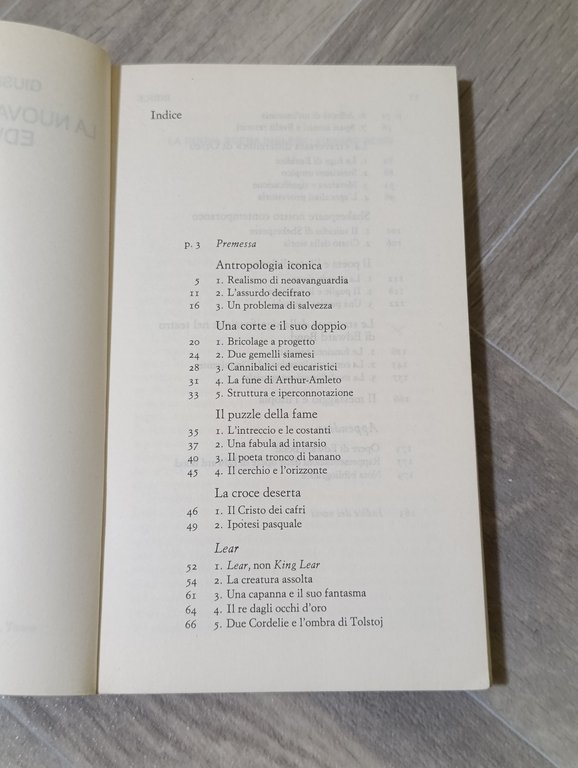 Indice
p. 3 Premessa
Antropologia iconica
5 1. Realismo di neoavanguardia
11 2. L'assurdo decifrato
16 3. Un problema di salvezza
Una corte e il suo doppio
20 1. Bricolage a progetto
24 2. Due gemelli siamesi
28 3. Cannibalici ed eucaristici
31 4. La fune di Arthur-Amleto
33 5. Struttura e iperconnotazione
Il puzzle della fame
35 1. L'intreccio e le costanti
37 2. Una fabula ad intarsio
40 3. Il poeta tronco di banano
45 4. Il cerchio e l'orizzonte
La croce deserta
46 1. Il Cristo dei cafri
49 2. Ipotesi pasquale
Lear
52 1. Lear, non King Lear
54 2. La creatura assolta
61 3. Una capanna e il suo fantasma
64 4. Il re dagli occhi d'oro
66 5. Due Cordelie e l'ombra di Tolstoj